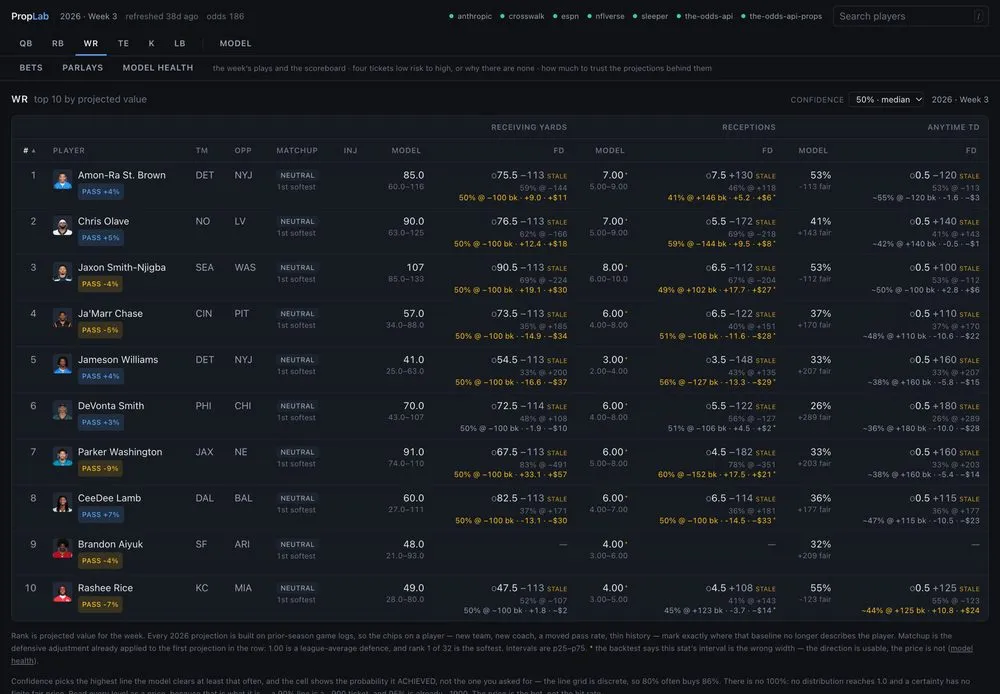 PropLab 2026 · Week 3 refreshed 38d ago odds 186 anthropic crosswalk espn nflverse sleeper the-odds-api the-odds-api-props Search players /
QB RB WR TE K LB MODEL
BETS PARLAYS MODEL HEALTH the week's plays and the scoreboard · four tickets low risk to high, or why there are none · how much to trust the projections behind them
WR top 10 by projected value CONFIDENCE 50% · median 2026 · Week 3
RECEIVING YARDS RECEPTIONS ANYTIME TD
# ▲ PLAYER TM OPP MATCHUP INJ MODEL FD MODEL FD MODEL FD
1 Amon-Ra St. Brown DET NYJ NEUTRAL 85.0 o75.5 −113 STALE 7.00* o7.5 +130 STALE 53% o0.5 −120 STALE
PASS +4% 1st softest 60.0–116 59% @ −144 5.00–9.00 46% @ +118 -113 fair 53% @ −113
50% @ −100 bk · +9.0 · +$11 41% @ +146 bk · +5.2 · +$6* ~55% @ −120 bk · -1.6 · −$3
2 Chris Olave NO LV NEUTRAL 90.0 o76.5 −113 STALE 7.00* o5.5 −172 STALE 41% o0.5 +140 STALE
PASS +5% 1st softest 63.0–125 62% @ −166 5.00–9.00 69% @ −218 +143 fair 41% @ +143
50% @ −100 bk · +12.4 · +$18 59% @ −144 bk · +9.5 · +$8* ~42% @ +140 bk · -0.5 · −$1
3 Jaxon Smith-Njigba SEA WAS NEUTRAL 107 o90.5 −113 STALE 8.00* o6.5 −112 STALE 53% o0.5 +100 STALE
PASS -4% 1st softest 85.0–133 69% @ −224 6.00–10.0 67% @ −204 -112 fair 53% @ −112
50% @ −100 bk · +19.1 · +$30 49% @ +102 bk · +17.7 · +$27* ~50% @ −100 bk · +2.8 · +$6
4 Ja'Marr Chase CIN PIT NEUTRAL 57.0 o73.5 −113 STALE 6.00* o6.5 −122 STALE 37% o0.5 +110 STALE
PASS -5% 1st softest 34.0–88.0 35% @ +185 4.00–8.00 40% @ +151 +170 fair 37% @ +170
50% @ −100 bk · -14.9 · −$34 51% @ −106 bk · -11.6 · −$28* ~48% @ +110 bk · -10.6 · −$22
5 Jameson Williams DET NYJ NEUTRAL 41.0 o54.5 −113 STALE 3.00* o3.5 −148 STALE 33% o0.5 +160 STALE
PASS +4% 1st softest 25.0–63.0 33% @ +200 2.00–4.00 43% @ +135 +207 fair 33% @ +207
50% @ −100 bk · -16.6 · −$37 56% @ −127 bk · -13.3 · −$29* ~38% @ +160 bk · -5.8 · −$15
6 DeVonta Smith PHI CHI NEUTRAL 70.0 o72.5 −114 STALE 6.00* o5.5 −122 STALE 26% o0.5 +180 STALE
PASS +3% 1st softest 43.0–107 48% @ +108 4.00–8.00 56% @ −127 +289 fair 26% @ +289
50% @ −100 bk · -1.9 · −$10 51% @ −106 bk · +4.5 · +$2* ~36% @ +180 bk · -10.0 · −$28
7 Parker Washington JAX NE NEUTRAL 91.0 o67.5 −113 STALE 6.00* o4.5 −182 STALE 33% o0.5 +160 STALE
PASS -9% 1st softest 74.0–110 83% @ −491 5.00–8.00 78% @ −351 +203 fair 33% @ +203
50% @ −100 bk · +33.1 · +$57 60% @ −152 bk · +17.5 · +$21* ~38% @ +160 bk · -5.4 · −$14
8 CeeDee Lamb DAL BAL NEUTRAL 60.0 o82.5 −113 STALE 6.00* o6.5 −114 STALE 36% o0.5 +115 STALE
PASS +7% 1st softest 27.0–111 37% @ +171 4.00–7.00 36% @ +181 +177 fair 36% @ +177
50% @ −100 bk · -13.1 · −$30 50% @ −100 bk · -14.5 · −$33* ~47% @ +115 bk · -10.5 · −$23
9 Brandon Aiyuk SF ARI NEUTRAL 48.0 — 4.00* — 32% —
PASS -4% 1st softest 21.0–93.0 3.00–6.00 +209 fair
10 Rashee Rice KC MIA NEUTRAL 49.0 o47.5 −113 STALE 4.00* o4.5 +108 STALE 55% o0.5 +125 STALE
PASS -7% 1st softest 28.0–80.0 52% @ −107 3.00–5.00 41% @ +143 -123 fair 55% @ −123
50% @ −100 bk · +1.8 · −$2 45% @ +123 bk · -3.7 · −$14* ~44% @ +125 bk · +10.8 · +$24
Rank is projected value for the week. Every 2026 projection is built on prior-season game logs, so the chips on a player — new team, new coach, a moved pass rate, thin history — mark exactly where that baseline no longer describes the player. Matchup is the
defensive adjustment already applied to the first projection in the row: 1.00 is a league-average defence, and rank 1 of 32 is the softest. Intervals are p25–p75. * the backtest says this stat's interval is the wrong width — the direction is usable, the price is not (model
health).
Confidence picks the highest line the model clears at least that often, and the cell shows the probability it ACHIEVED, not the one you asked for — the line grid is discrete, so 80% often buys 86%. There is no 100%: no distribution reaches 1.0 and a certainty has no